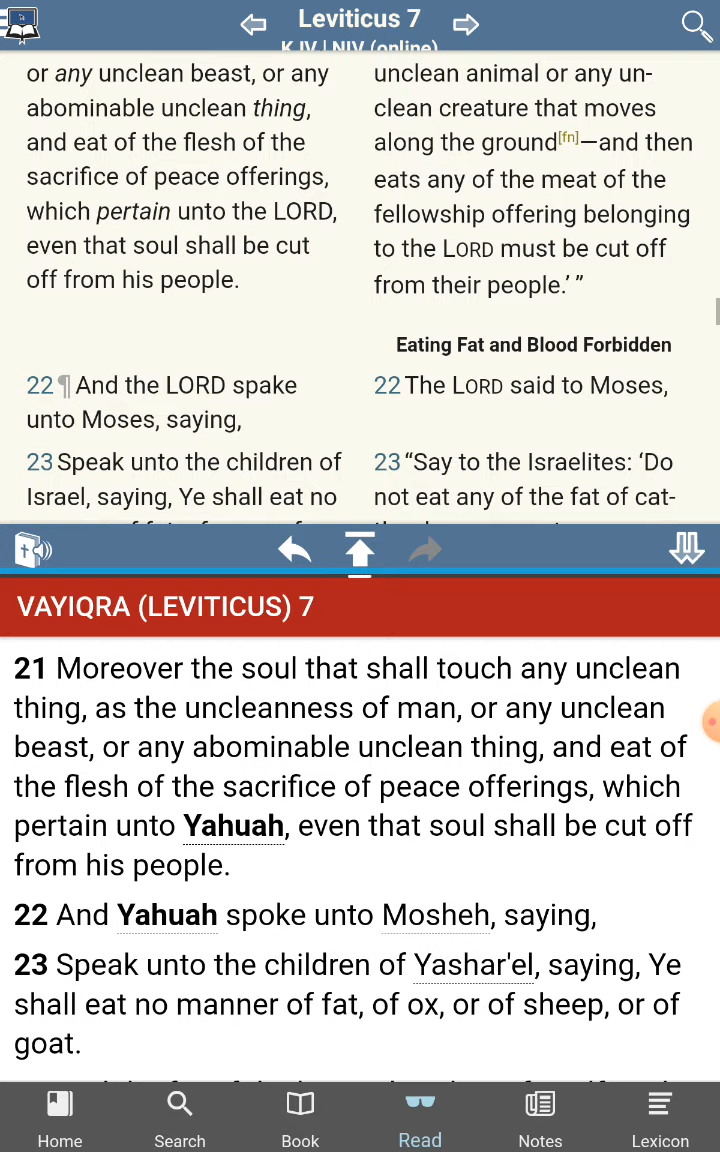 Leviticus 7
KJV | NIV (online)
or any unclean beast, or any
abominable unclean thing,
and eat of the flesh of the
sacrifice of peace offerings,
which pertain unto the LORD,
even that soul shall be cut
off from his people.
22 ¶ And the LORD spake
unto Moses, saying,
23 Speak unto the children of
Israel, saying, Ye shall eat no
unclean animal or any un-
clean creature that moves
along the ground[fn]—and then
eats any of the meat of the
fellowship offering belonging
to the LORD must be cut off
from their people.’ ”
Eating Fat and Blood Forbidden
22 The LORD said to Moses,
23 “Say to the Israelites: ‘Do
not eat any of the fat of cat-
VAYIQRA (LEVITICUS) 7
21 Moreover the soul that shall touch any unclean
thing, as the uncleanness of man, or any unclean
beast, or any abominable unclean thing, and eat of
the flesh of the sacrifice of peace offerings, which
pertain unto Yahuah, even that soul shall be cut off
from his people.
22 And Yahuah spoke unto Mosheh, saying,
23 Speak unto the children of Yashar'el, saying, Ye
shall eat no manner of fat, of ox, or of sheep, or of
goat.
Home
Search
Book
Read
Notes
Lexicon